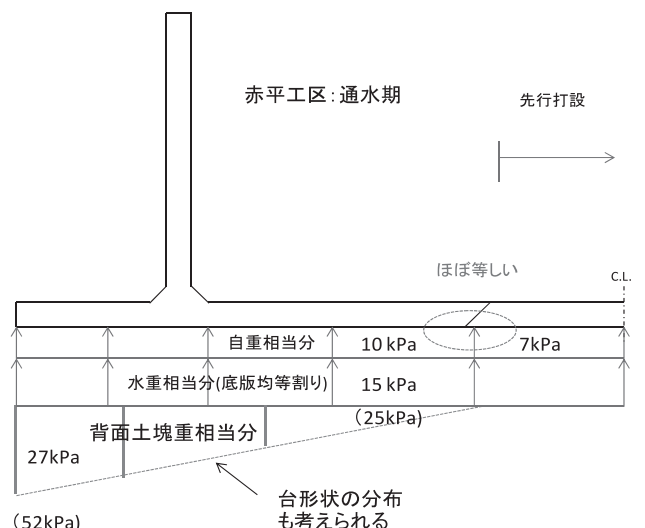 赤平工区：通水期
先行打設
ほぼ等しい
C.L.
自重相当分 10 kPa 7kPa
水重相当分(底版均等割り) 15 kPa
（25kPa）
背面土塊重相当分
27kPa
（52kPa）
台形状の分布
も考えられる